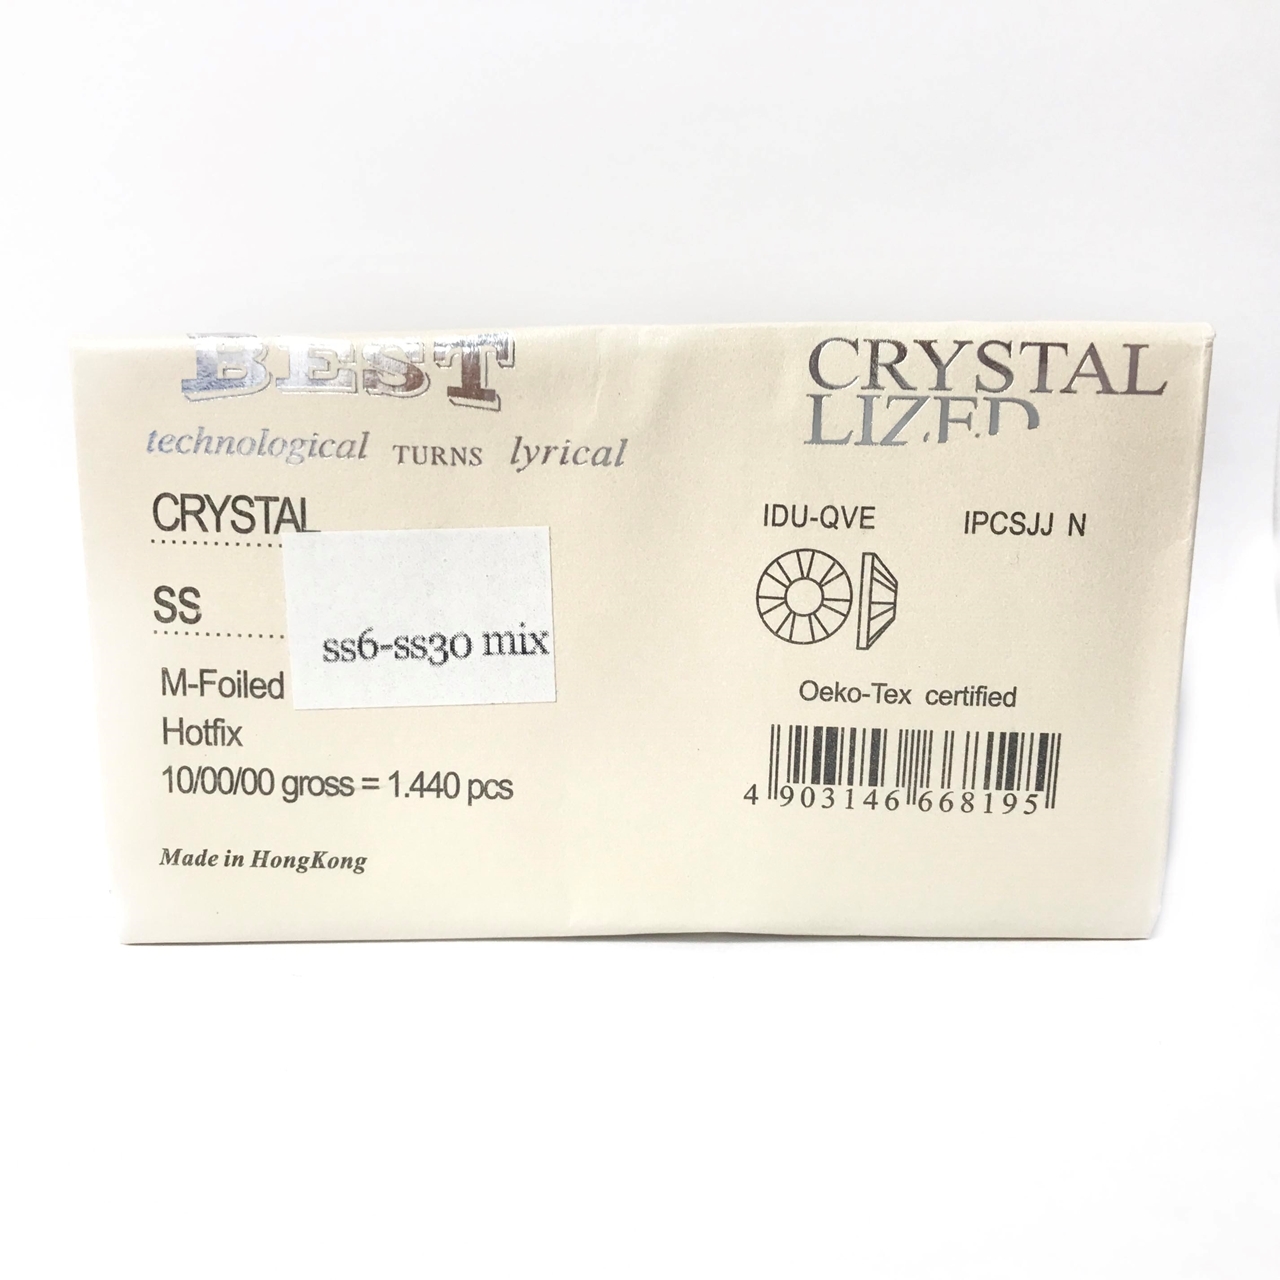 BEST
technological TURNS lyrical
CRYSTAL
LIZED
CRYSTAL
SS
ss6-ss30 mix
M-Foiled
Hotfix
10/00/00 gross = 1.440 pcs
Made in HongKong
IDU-QVE IPCSJJ N
Oeko-Tex certified
4 903146 668195